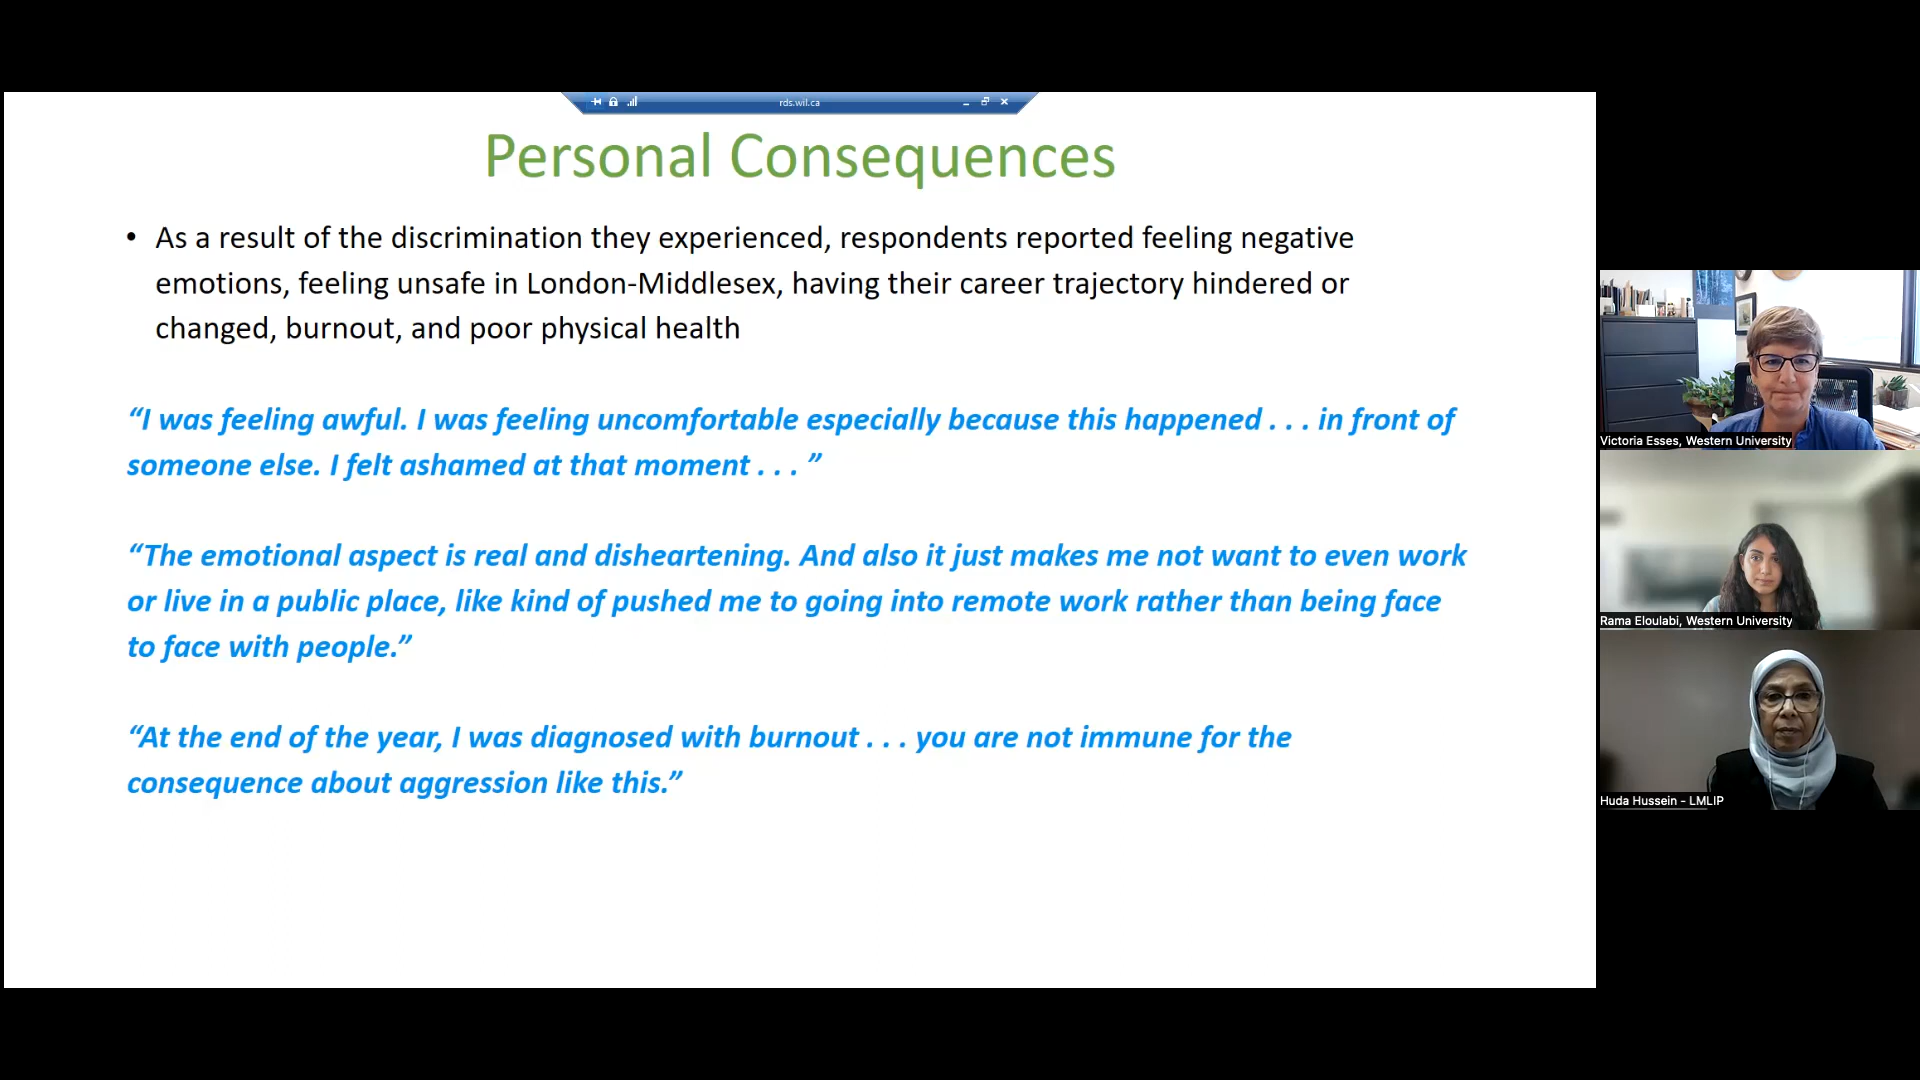 rds.wil.ca
Personal Consequences
• As a result of the discrimination they experienced, respondents reported feeling negative
emotions, feeling unsafe in London-Middlesex, having their career trajectory hindered or
changed, burnout, and poor physical health
“I was feeling awful. I was feeling uncomfortable especially because this happened . . . in front of
someone else. I felt ashamed at that moment . . . ”
“The emotional aspect is real and disheartening. And also it just makes me not want to even work
or live in a public place, like kind of pushed me to going into remote work rather than being face
to face with people.”
“At the end of the year, I was diagnosed with burnout . . . you are not immune for the
consequence about aggression like this.”
Victoria Esses, Western University
Rama Eloulabi, Western University
Huda Hussein - LMLIP